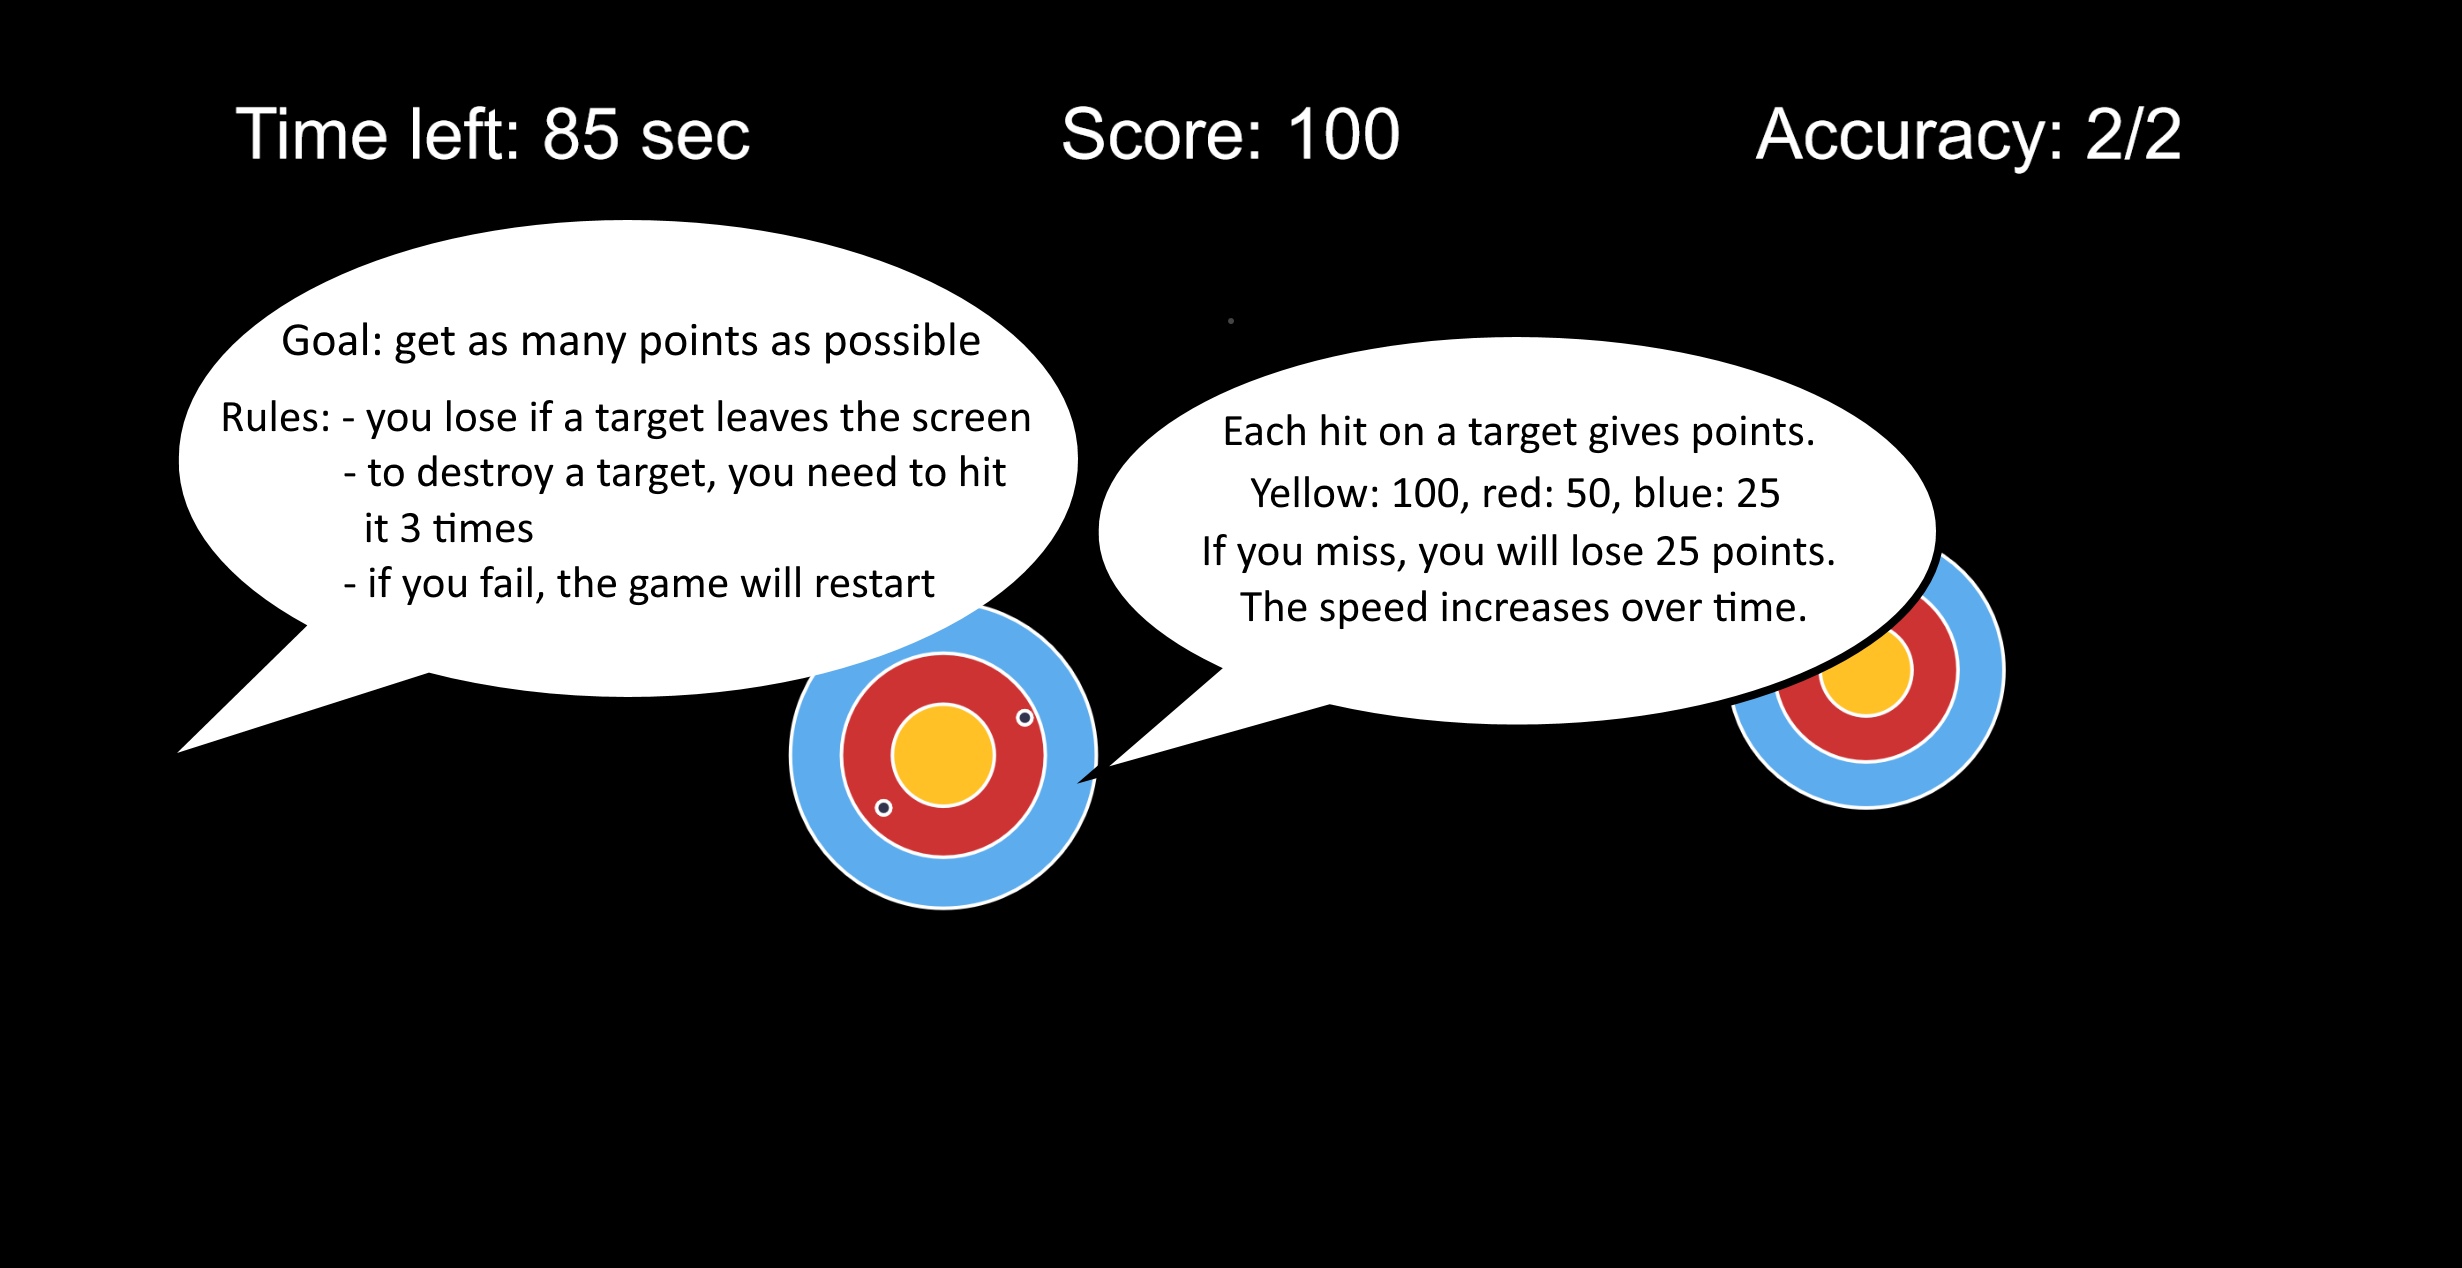 Time left: 85 sec
Score: 100
Accuracy: 2/2
Goal: get as many points as possible
Rules: - you lose if a target leaves the screen
- to destroy a target, you need to hit
it 3 times
- if you fail, the game will restart
Each hit on a target gives points.
Yellow: 100, red: 50, blue: 25
If you miss, you will lose 25 points.
The speed increases over time.